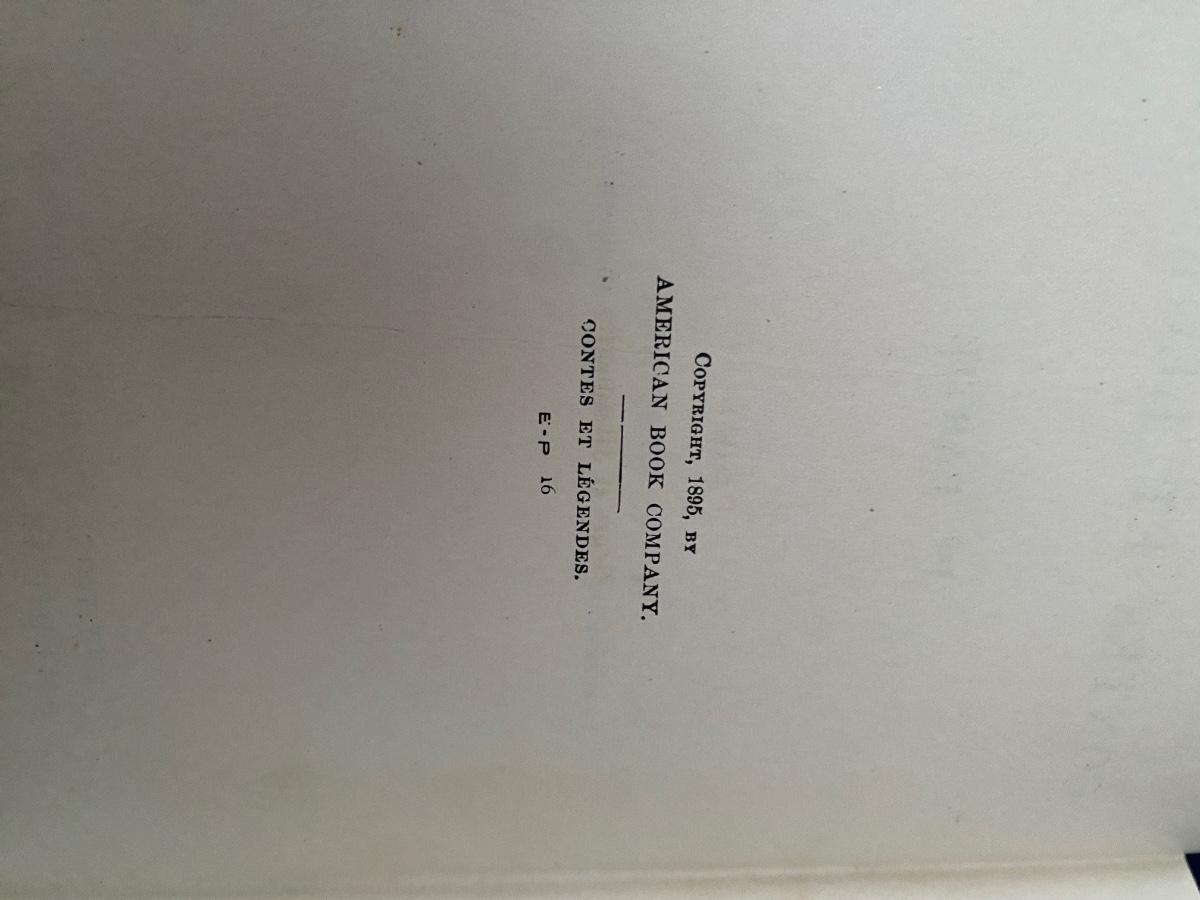 COPYRIGHT, 1895, BY
AMERICAN BOOK COMPANY.
CONTES ET LÉGENDES.
E-P 16